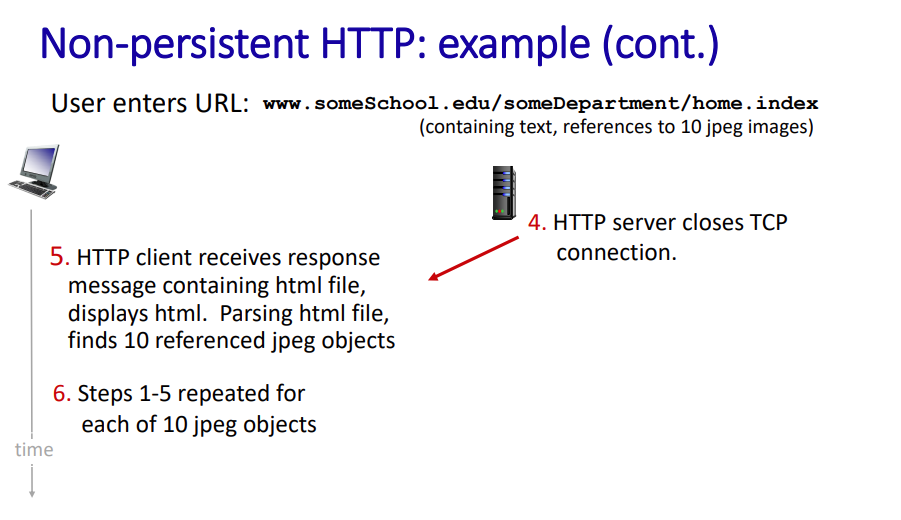 Non-persistent HTTP: example (cont.)
User enters URL: www.someSchool.edu/someDepartment/home.index
(containing text, references to 10 jpeg images)
4. HTTP server closes TCP
connection.
5. HTTP client receives response
message containing html file,
displays html. Parsing html file,
finds 10 referenced jpeg objects
6. Steps 1-5 repeated for
each of 10 jpeg objects
time